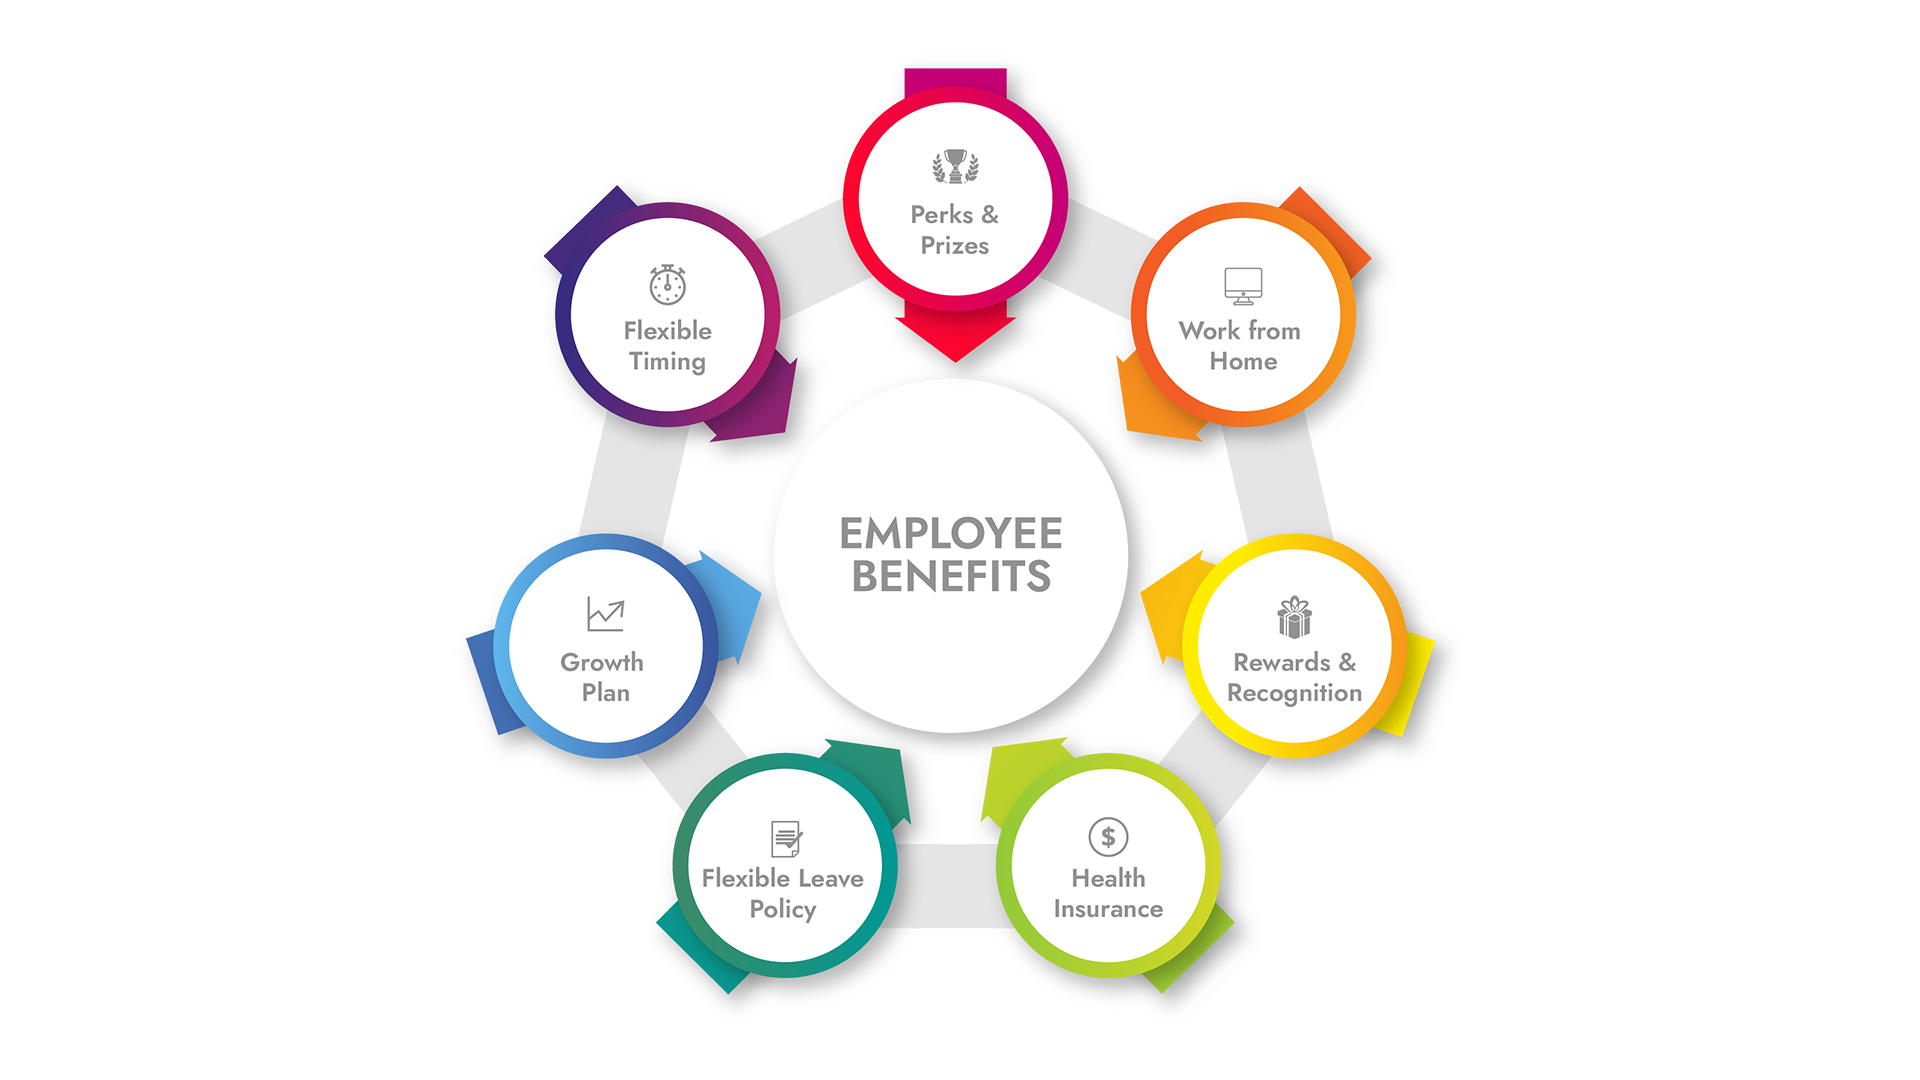 Perks &
Prizes
Flexible
Timing
Work from
Home
EMPLOYEE
BENEFITS
Growth
Plan
Rewards &
Recognition
Flexible Leave
Policy
$
Health
Insurance